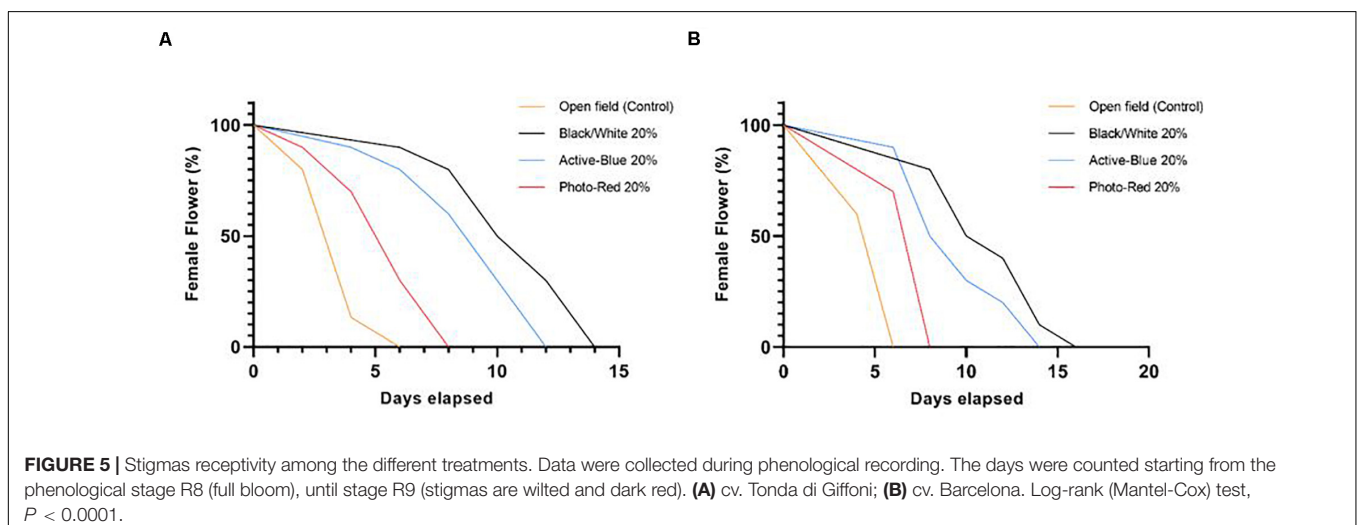 A
B
Open field (Control)
Black/White 20%
Active-Blue 20%
Photo-Red 20%
Female Flower (%)
100
50
0
0 5 10 15
Days elapsed
Open field (Control)
Black/White 20%
Active-Blue 20%
Photo-Red 20%
Female Flower (%)
100
50
0
0 5 10 15 20
Days elapsed
FIGURE 5 | Stigmas receptivity among the different treatments. Data were collected during phenological recording. The days were counted starting from the
phenological stage R8 (full bloom), until stage R9 (stigmas are wilted and dark red). (A) cv. Tonda di Giffoni; (B) cv. Barcelona. Log-rank (Mantel-Cox) test,
P < 0.0001.